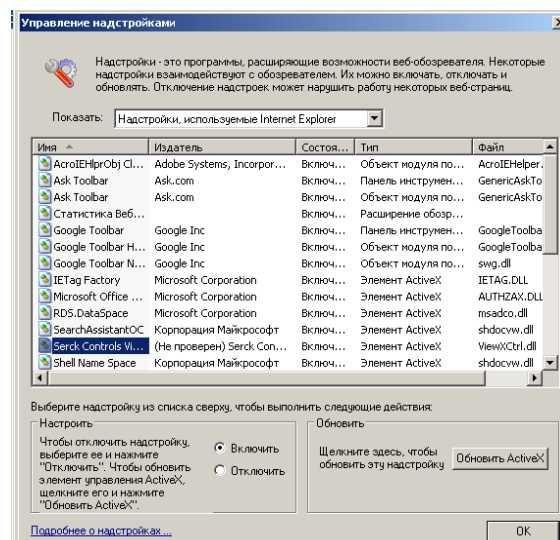 Управление надстройками
Надстройки - это программы, расширяющие возможности веб-обозревателя. Некоторые
надстройки взаимодействуют с обозревателем. Их можно включать, отключать и
обновлять. Отключение надстроек может нарушить работу некоторых веб-страниц.
Показать: Надстройки, используемые Internet Explorer
Имя Издатель Состоя... Тип Файл
AcroIEHlprObj Cl... Adobe Systems, Incorpor... Включ... Объект модуля по... AcroIEHelper.
Ask Toolbar Ask.com Включ... Панель инструмен... GenericAskTo
Ask Toolbar Ask.com Включ... Объект модуля по... GenericAskTo
Статистика Веб... Включ... Расширение обозр...
Google Toolbar Google Inc Включ... Панель инструмен... GoogleToolba
Google Toolbar H... Google Inc Включ... Объект модуля по... GoogleToolba
Google Toolbar N... Google Inc Включ... Объект модуля по... swg.dll
IETag Factory Microsoft Corporation Включ... Элемент ActiveX IETAG.DLL
Microsoft Office ... Microsoft Corporation Включ... Элемент ActiveX AUTHZAX.DLL
RDS.DataSpace Microsoft Corporation Включ... Элемент ActiveX msadco.dll
SearchAssistantOC Корпорация Майкрософт Включ... Элемент ActiveX shdocvw.dll
Serck Controls Vi... (Не проверен) Serck Con... Включ... Элемент ActiveX ViewXCtrl.dll
Shell Name Space Корпорация Майкрософт Включ... Элемент ActiveX shdocvw.dll
Выберите надстройку из списка сверху, чтобы выполнить следующие действия:
Настроить
Чтобы отключить надстройку,
выберите ее и нажмите
"Отключить". Чтобы обновить
элемент управления ActiveX,
щелкните его и нажмите
"Обновить ActiveX".
Включить
Отключить
Обновить
Щелкните здесь, чтобы
обновить эту надстройку
Обновить ActiveX
Подробнее о надстройках ...
OK